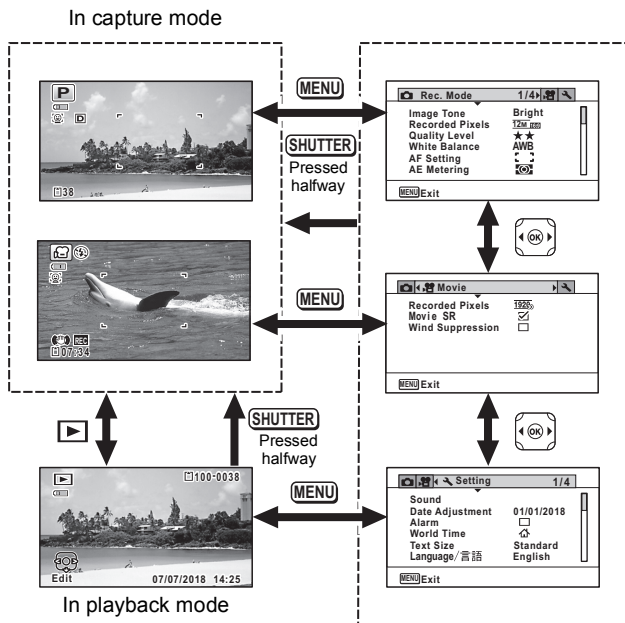 In capture mode
P
D
38
MENU
SHUTTER
Pressed
halfway
Rec. Mode 1/4
Image Tone Bright
Recorded Pixels 12M
Quality Level ★★
White Balance AWB
AF Setting
AE Metering
MENU Exit
OK
REC
07:34
MENU
Movie
Recorded Pixels 1920
Movie SR ☑
Wind Suppression ☐
MENU Exit
OK
SHUTTER
Pressed
halfway
100-0038
Edit 07/07/2018 14:25
MENU
Setting 1/4
Sound
Date Adjustment 01/01/2018
Alarm ☐
World Time
Text Size Standard
Language/言語 English
MENU Exit
In playback mode